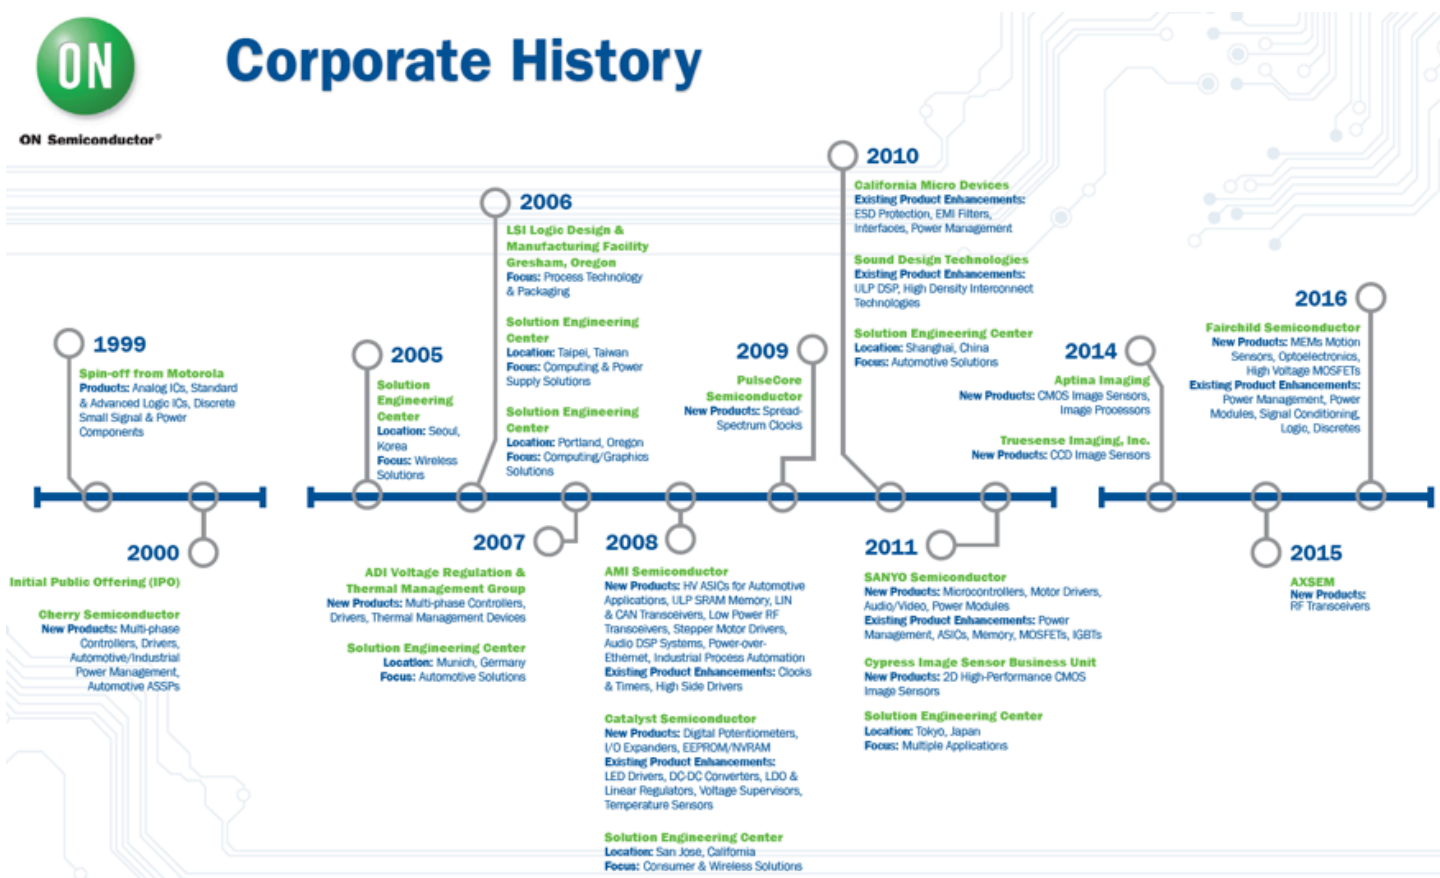 ON
ON Semiconductor®
Corporate History
1999
Spin-off from Motorola
Products: Analog ICs, Standard
& Advanced Logic ICs, Discrete
Small Signal & Power
Components
2000
Initial Public Offering (IPO)
Cherry Semiconductor
New Products: Multi-phase
Controllers, Drivers,
Automotive/Industrial
Power Management,
Automotive ASSPs
2005
Solution
Engineering
Center
Location: Seoul,
Korea
Focus: Wireless
Solutions
2006
LSI Logic Design &
Manufacturing Facility
Gresham, Oregon
Focus: Process Technology
& Packaging
Solution Engineering
Center
Location: Taipei, Taiwan
Focus: Computing & Power
Supply Solutions
Solution Engineering
Center
Location: Portland, Oregon
Focus: Computing/Graphics
Solutions
2007
ADI Voltage Regulation &
Thermal Management Group
New Products: Multi-phase Controllers,
Drivers, Thermal Management Devices
Solution Engineering Center
Location: Munich, Germany
Focus: Automotive Solutions
2008
AMI Semiconductor
New Products: HV ASICs for Automotive
Applications, ULP SRAM Memory, LIN
& CAN Transceivers, Low Power RF
Transceivers, Stepper Motor Drivers,
Audio DSP Systems, Power-over-
Ethernet, Industrial Process Automation
Existing Product Enhancements: Clocks
& Timers, High Side Drivers
Catalyst Semiconductor
New Products: Digital Potentiometers,
I/O Expanders, EEPROM/NVRAM
Existing Product Enhancements:
LED Drivers, DC-DC Converters, LDO &
Linear Regulators, Voltage Supervisors,
Temperature Sensors
Solution Engineering Center
Location: San Jose, California
Focus: Consumer & Wireless Solutions
2009
PulseCore
Semiconductor
New Products: Spread-
Spectrum Clocks
2010
California Micro Devices
Existing Product Enhancements:
ESD Protection, EMI Filters,
Interfaces, Power Management
Sound Design Technologies
Existing Product Enhancements:
ULP DSP, High Density Interconnect
Technologies
Solution Engineering Center
Location: Shanghai, China
Focus: Automotive Solutions
2011
SANYO Semiconductor
New Products: Microcontrollers, Motor Drivers,
Audio/Video, Power Modules
Existing Product Enhancements: Power
Management, ASICs, Memory, MOSFETs, IGBTs
Cypress Image Sensor Business Unit
New Products: 2D High-Performance CMOS
Image Sensors
Solution Engineering Center
Location: Tokyo, Japan
Focus: Multiple Applications
2014
Aptina Imaging
New Products: CMOS Image Sensors,
Image Processors
Truesense Imaging, Inc.
New Products: CCD Image Sensors
2015
AXSEM
New Products:
RF Transceivers
2016
Fairchild Semiconductor
New Products: MEMs Motion
Sensors, Optoelectronics,
High Voltage MOSFETs
Existing Product Enhancements:
Power Management, Power
Modules, Signal Conditioning,
Logic, Discretes